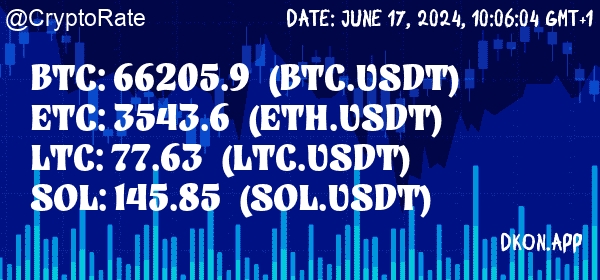 @CryptoRate
DATE: JUNE 17, 2024, 10:06:04 GMT+1
BTC: 66205.9 (BTC.USDT)
ETC: 3543.6 (ETH.USDT)
LTC: 77.63 (LTC.USDT)
SOL: 145.85 (SOL.USDT)
DKON.APP